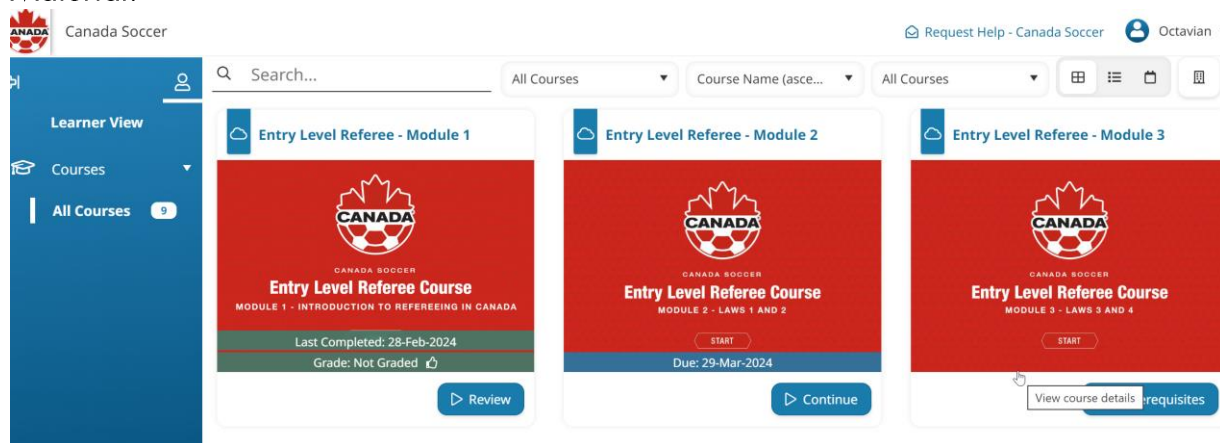 Canada Soccer
Request Help - Canada Soccer
Octavian
Learner View
Courses
All Courses 9
Search...
All Courses
Course Name (asce...
All Courses
Entry Level Referee - Module 1
CANADA
CANADA SOCCER
Entry Level Referee Course
MODULE 1 - INTRODUCTION TO REFEREEING IN CANADA
Last Completed: 28-Feb-2024
Grade: Not Graded
Review
Entry Level Referee - Module 2
CANADA
CANADA SOCCER
Entry Level Referee Course
MODULE 2 - LAWS 1 AND 2
START
Due: 29-Mar-2024
Continue
Entry Level Referee - Module 3
CANADA
CANADA SOCCER
Entry Level Referee Course
MODULE 3 - LAWS 3 AND 4
START
View course details